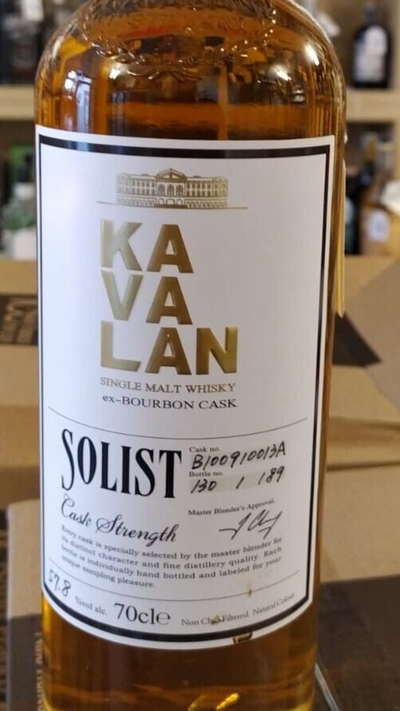 KA
VA
LAN
SINGLE MALT WHISKY
ex-BOURBON CASK
SOLIST
Cask Strength
Cask no.
B100910013A
Bottle no.
130 / 189
Master Blender's Approval,
Every cask is specially selected by the master blender for
its distinct character and fine distillery quality. Each
bottle is individually hand bottled and labeled for your
unique sampling pleasure.
57.8 %vol alc. 70cl e Non Chill-Filtered. Natural Colour.